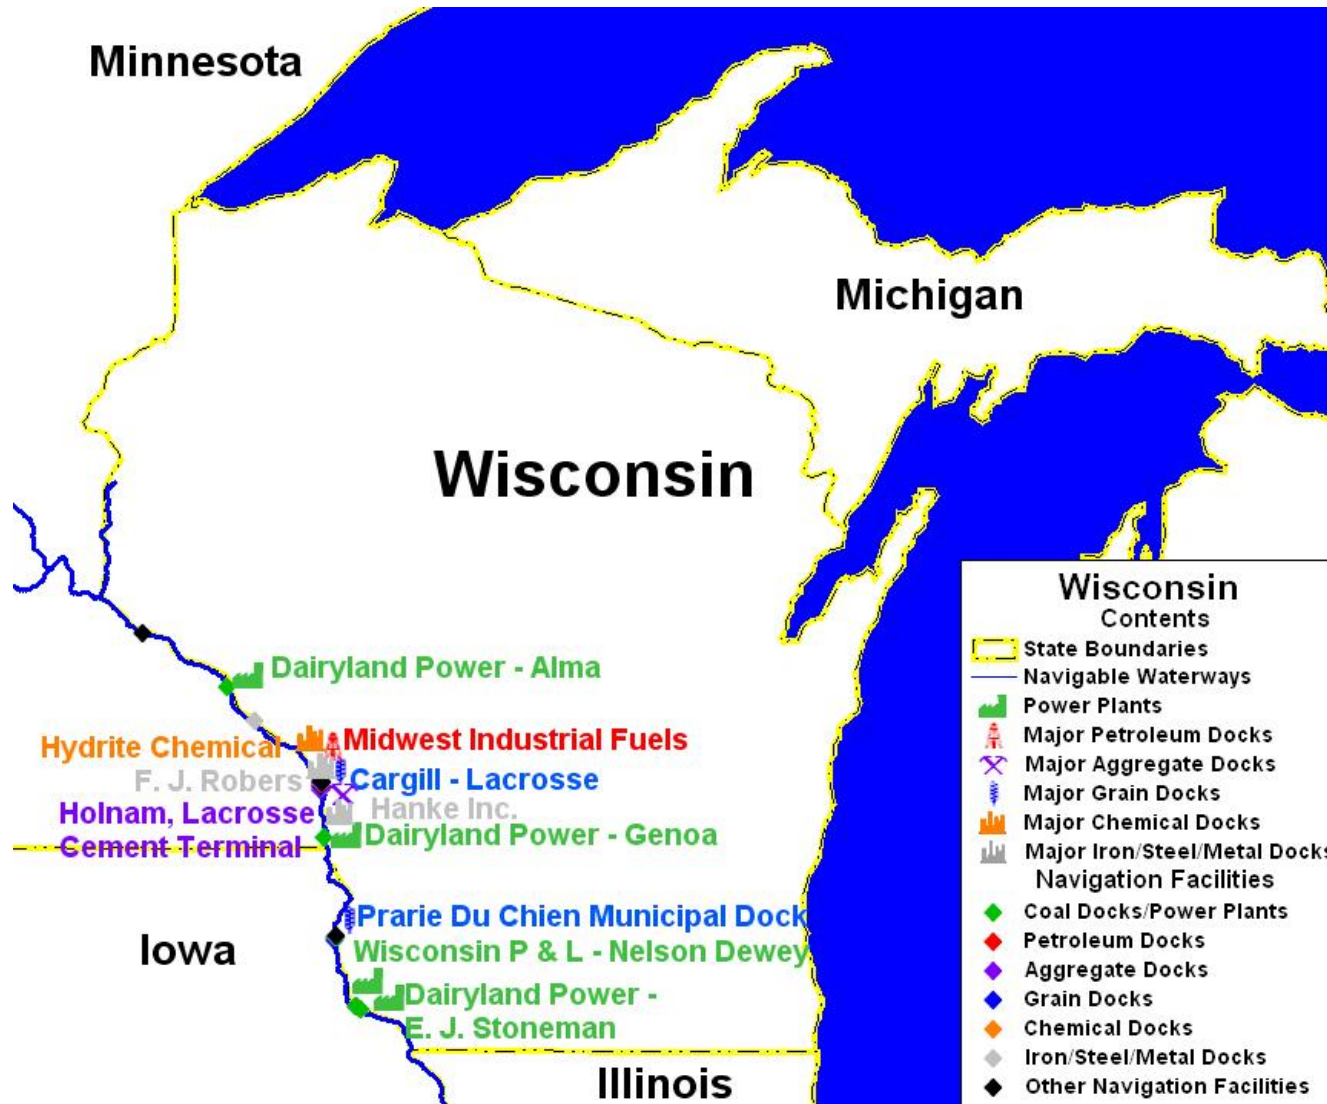 Minnesota
Michigan
Wisconsin
Dairyland Power - Alma
Hydrite Chemical
Midwest Industrial Fuels
F. J. Robers
Cargill - Lacrosse
Holnam, Lacrosse
Cement Terminal
Hanke Inc.
Dairyland Power - Genoa
Iowa
Prarie Du Chien Municipal Dock
Wisconsin P & L - Nelson Dewey
Dairyland Power -
E. J. Stoneman
Illinois
Wisconsin
Contents
State Boundaries
Navigable Waterways
Power Plants
Major Petroleum Docks
Major Aggregate Docks
Major Grain Docks
Major Chemical Docks
Major Iron/Steel/Metal Docks
Navigation Facilities
Coal Docks/Power Plants
Petroleum Docks
Aggregate Docks
Grain Docks
Chemical Docks
Iron/Steel/Metal Docks
Other Navigation Facilities